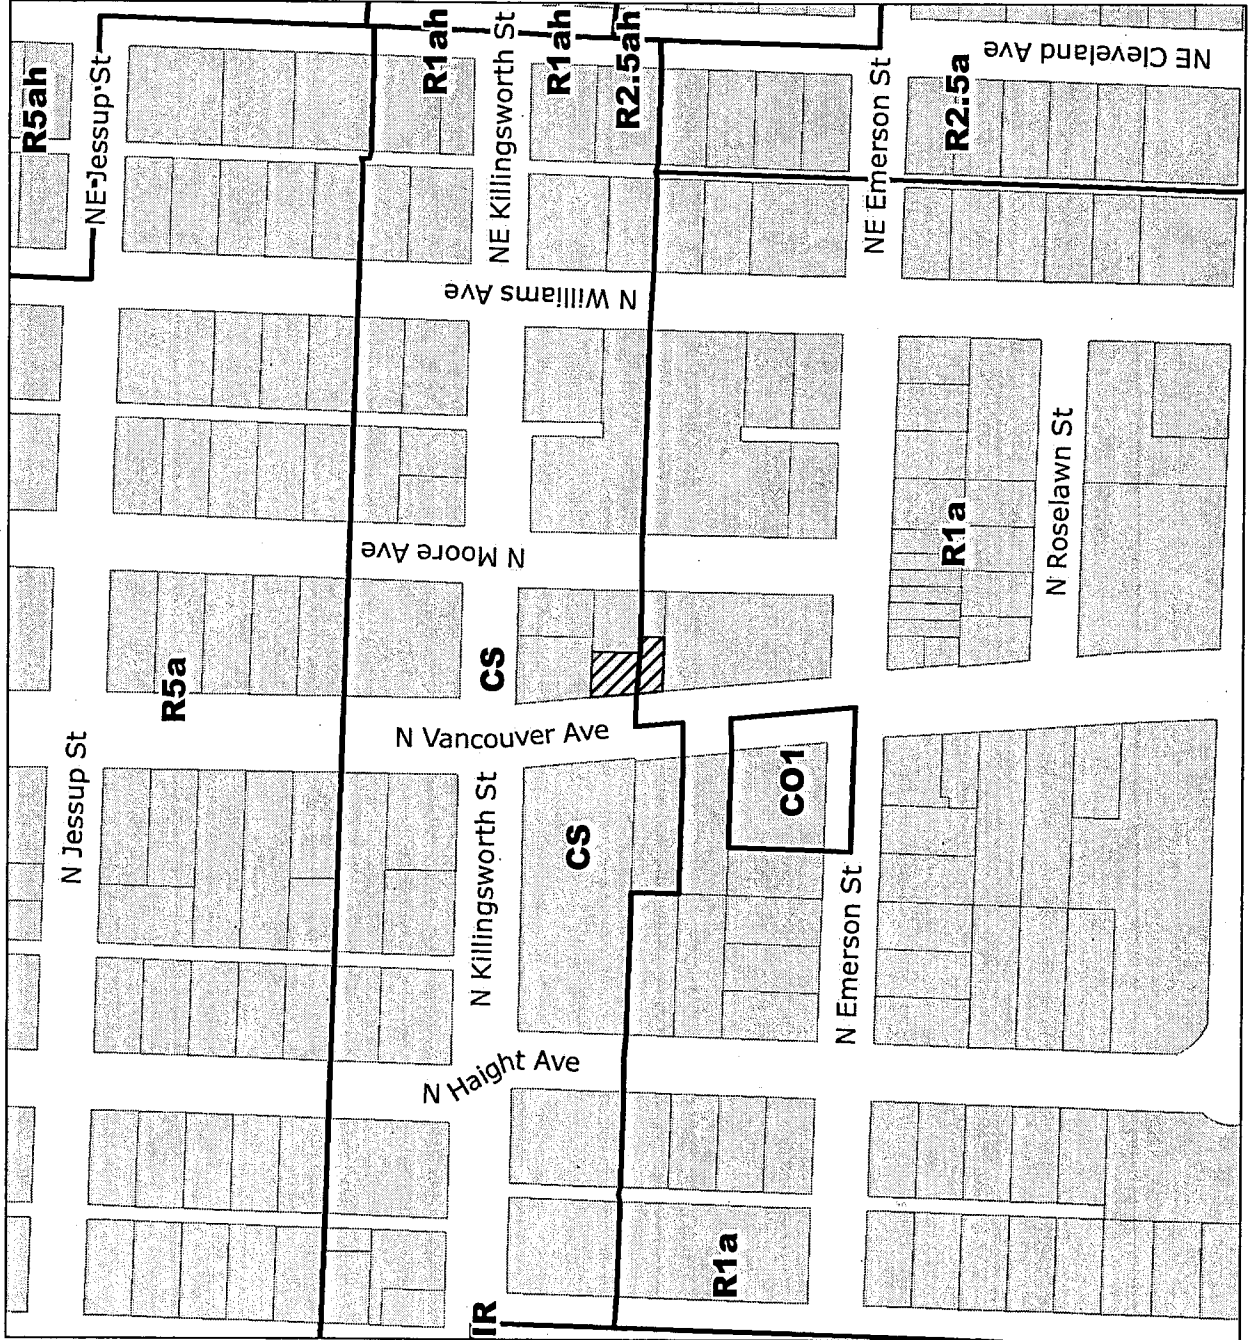 R5ah
NE Jessup St
R1ah
NE Killingsworth St
R1ah
R2.5ah
NE Emerson St
R2.5a
NE Cleveland Ave
N Williams Ave
N Moore Ave
R5a
CS
R1a
N Roselawn St
N Vancouver Ave
N Jessup St
N Killingsworth St
CS
CO1
N Emerson St
N Haight Ave
IR
R1a